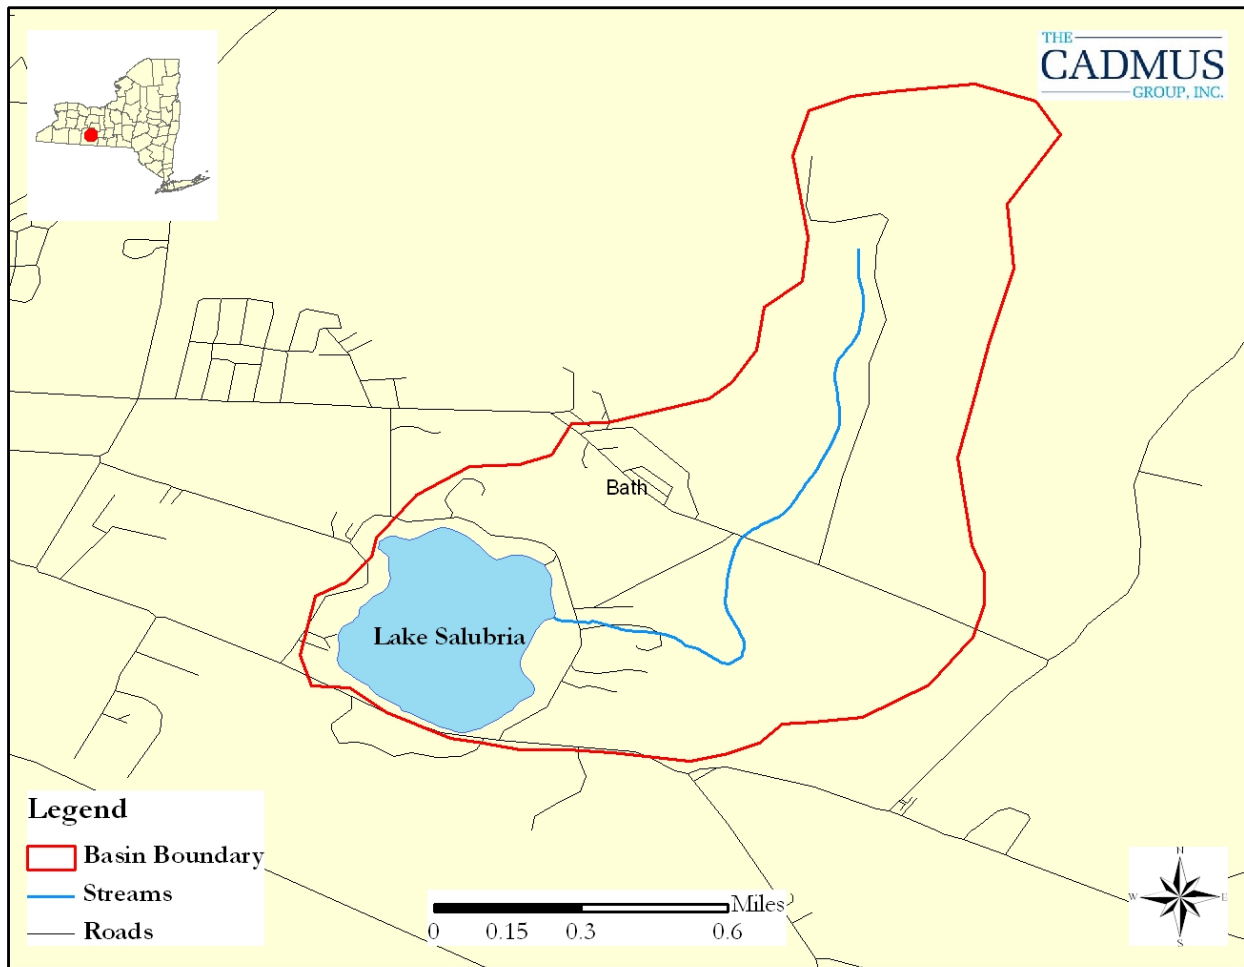 THE
CADMUS
GROUP, INC.
Bath
Lake Salubria
Legend
Basin Boundary
Streams
Roads
Miles
0 0.15 0.3 0.6
N
W E
S